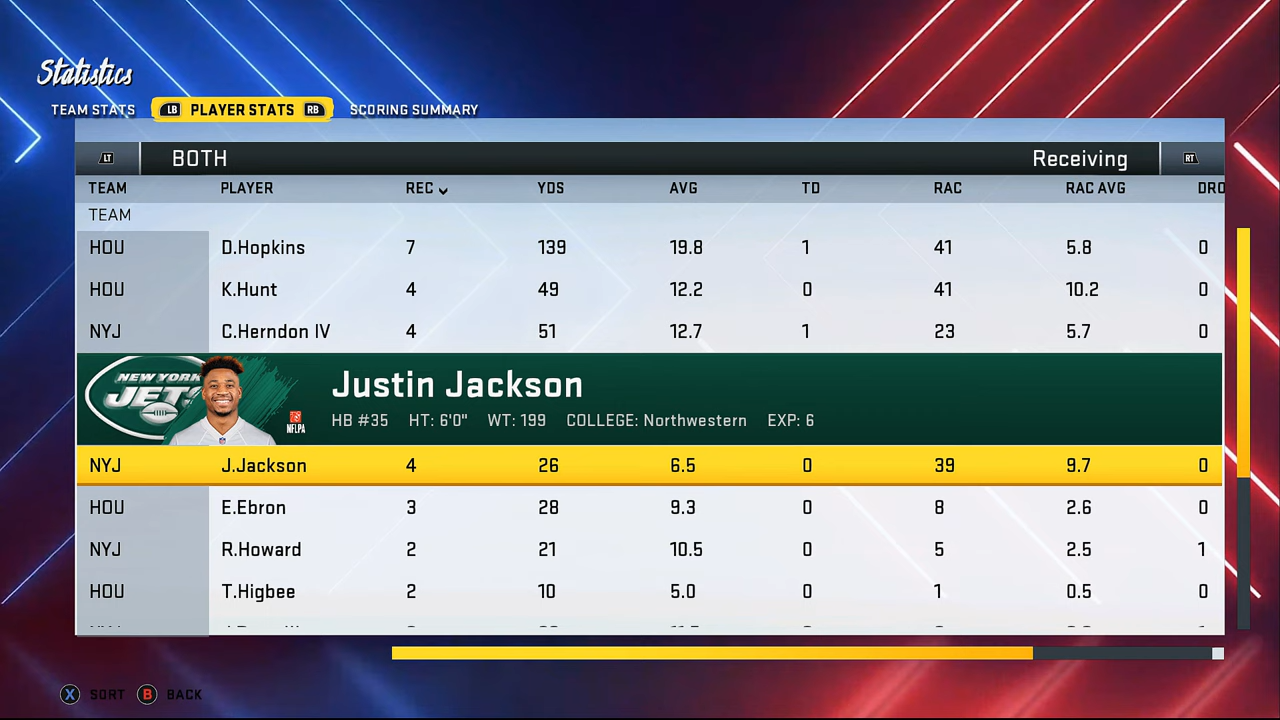 Statistics
TEAM STATS LB PLAYER STATS RB SCORING SUMMARY
LT BOTH Receiving RT
TEAM PLAYER REC YDS AVG TD RAC RAC AVG DRO
TEAM
HOU D.Hopkins 7 139 19.8 1 41 5.8 0
HOU K.Hunt 4 49 12.2 0 41 10.2 0
NYJ C.Herndon IV 4 51 12.7 1 23 5.7 0
NEW YORK
JETS
NFLPA
Justin Jackson
HB #35 HT: 6'0" WT: 199 COLLEGE: Northwestern EXP: 6
NYJ J.Jackson 4 26 6.5 0 39 9.7 0
HOU E.Ebron 3 28 9.3 0 8 2.6 0
NYJ R.Howard 2 21 10.5 0 5 2.5 1
HOU T.Higbee 2 10 5.0 0 1 0.5 0
X SORT B BACK